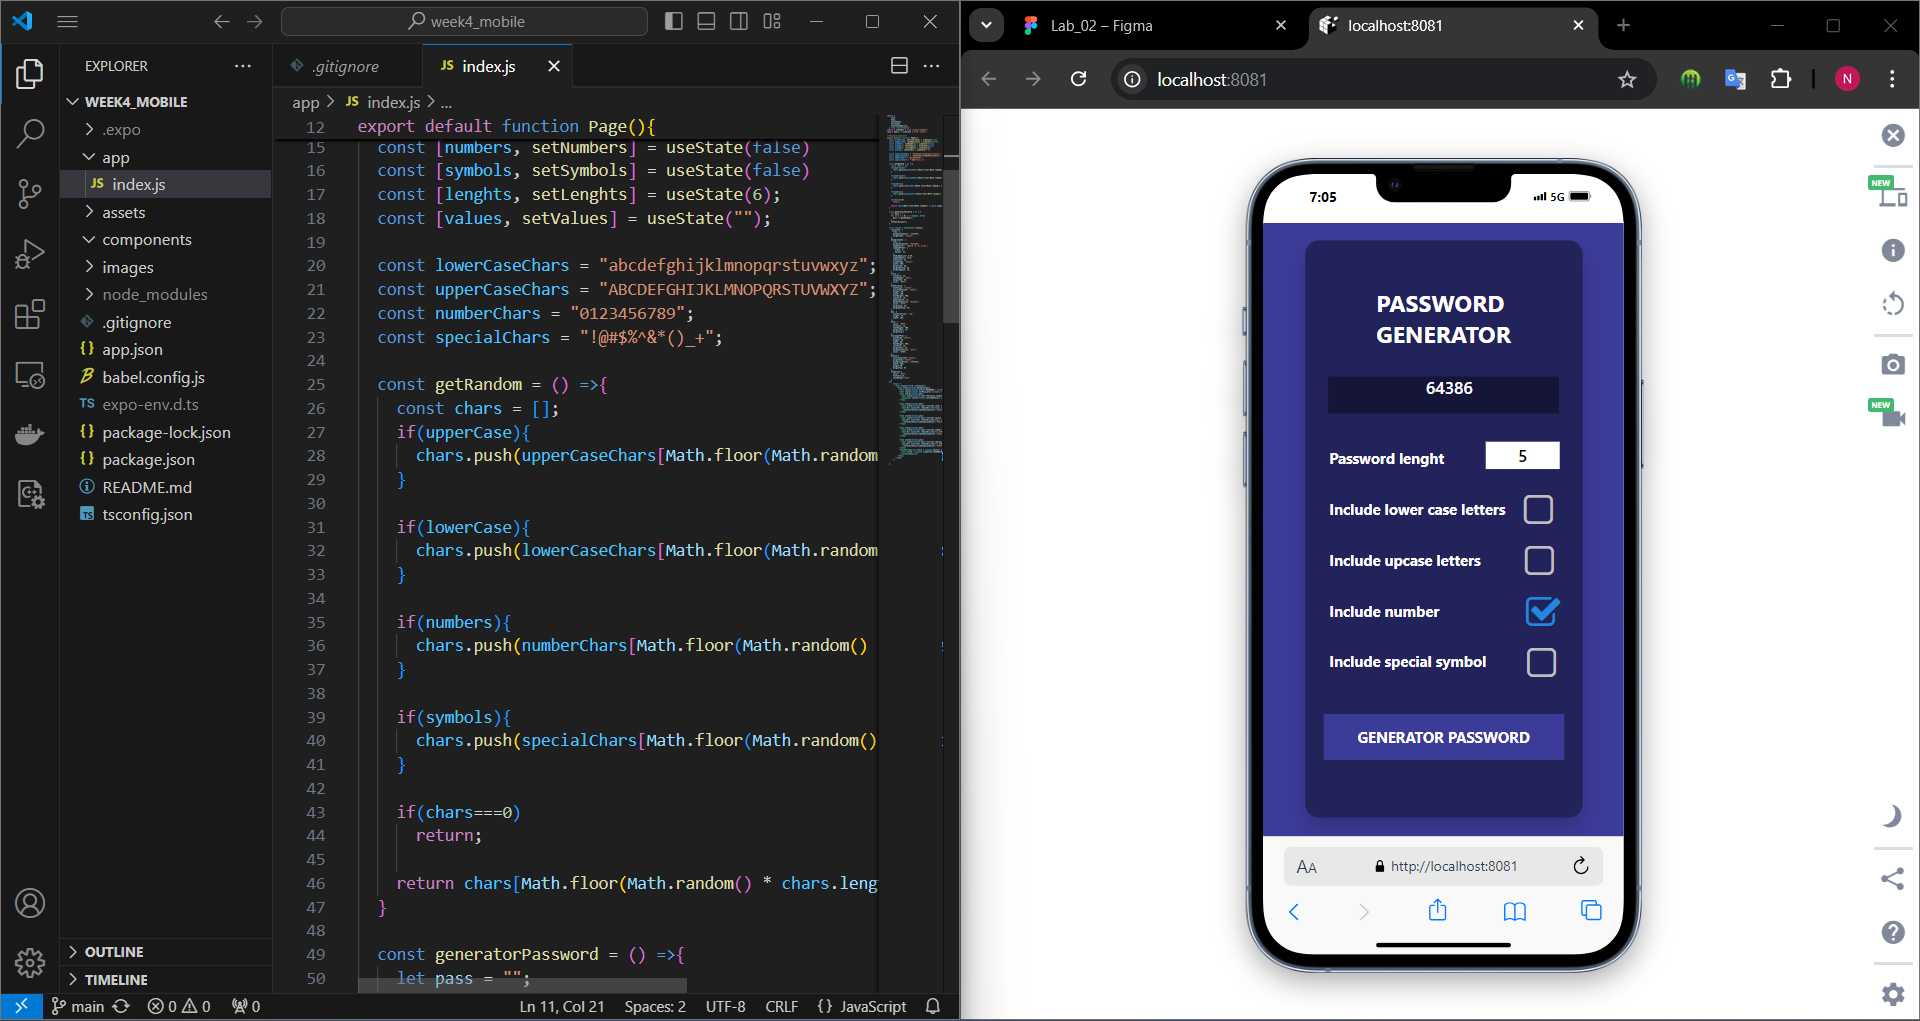 week4_mobile
EXPLORER
WEEK4_MOBILE
.expo
app
JS index.js
assets
components
images
node_modules
.gitignore
{} app.json
babel.config.js
TS expo-env.d.ts
{} package-lock.json
{} package.json
README.md
tsconfig.json
OUTLINE
TIMELINE
.gitignore
JS index.js
app > JS index.js > ...
12 export default function Page(){
15 const [numbers, setNumbers] = useState(false)
16 const [symbols, setSymbols] = useState(false)
17 const [lenghts, setLenghts] = useState(6);
18 const [values, setValues] = useState("");
19
20 const lowerCaseChars = "abcdefghijklmnopqrstuvwxyz";
21 const upperCaseChars = "ABCDEFGHIJKLMNOPQRSTUVWXYZ";
22 const numberChars = "0123456789";
23 const specialChars = "!@#$%^&*()_+";
24
25 const getRandom = () =>{
26 const chars = [];
27 if(upperCase){
28 chars.push(upperCaseChars[Math.floor(Math.random
29 }
30
31 if(lowerCase){
32 chars.push(lowerCaseChars[Math.floor(Math.random
33 }
34
35 if(numbers){
36 chars.push(numberChars[Math.floor(Math.random()
37 }
38
39 if(symbols){
40 chars.push(specialChars[Math.floor(Math.random()
41 }
42
43 if(chars===0)
44 return;
45
46 return chars[Math.floor(Math.random() * chars.leng
47 }
48
49 const generatorPassword = () =>{
50 let pass = "";
main 0 0 0
Ln 11, Col 21 Spaces: 2 UTF-8 CRLF {} JavaScript
Lab_02 – Figma
localhost:8081
localhost:8081
N
NEW
NEW
7:05
5G
PASSWORD
GENERATOR
64386
Password lenght 5
Include lower case letters
Include upcase letters
Include number
Include special symbol
GENERATOR PASSWORD
AA http://localhost:8081